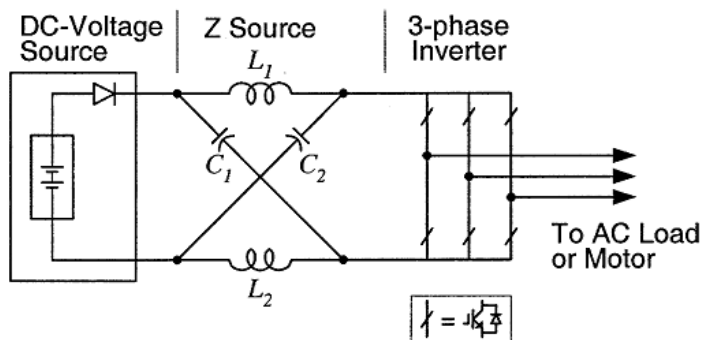 DC-Voltage
Source
Z Source
3-phase
Inverter
L1
C1
C2
L2
To AC Load
or Motor
=